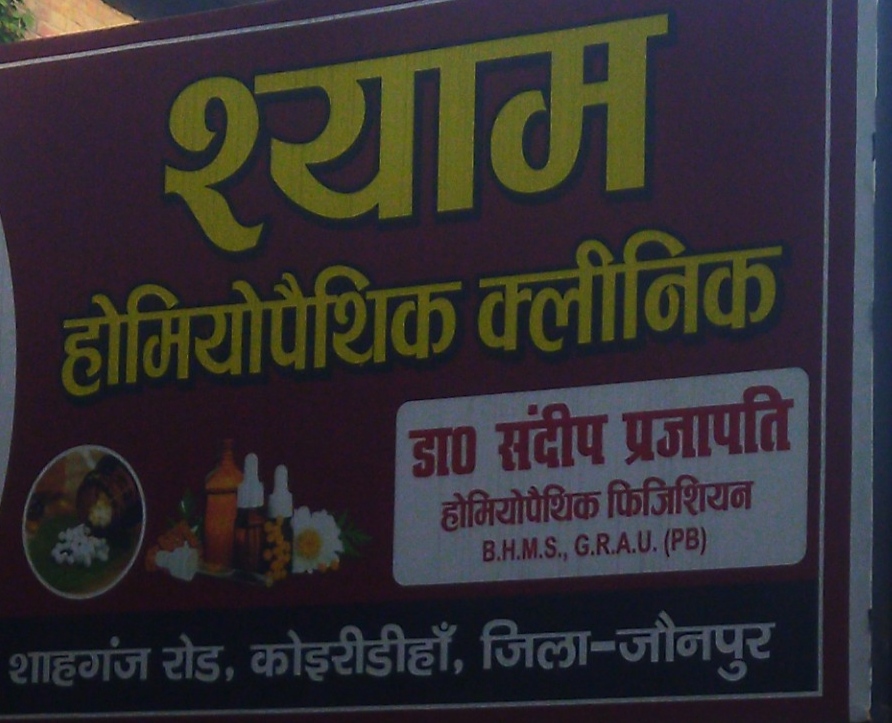 श्याम
होमियोपैथिक क्लीनिक
डा0 संदीप प्रजापति
होमियोपैथिक फिजिशियन
B.H.M.S., G.R.A.U. (PB)
शाहगंज रोड, कोइरीडीहाँ, जिला-जौनपुर